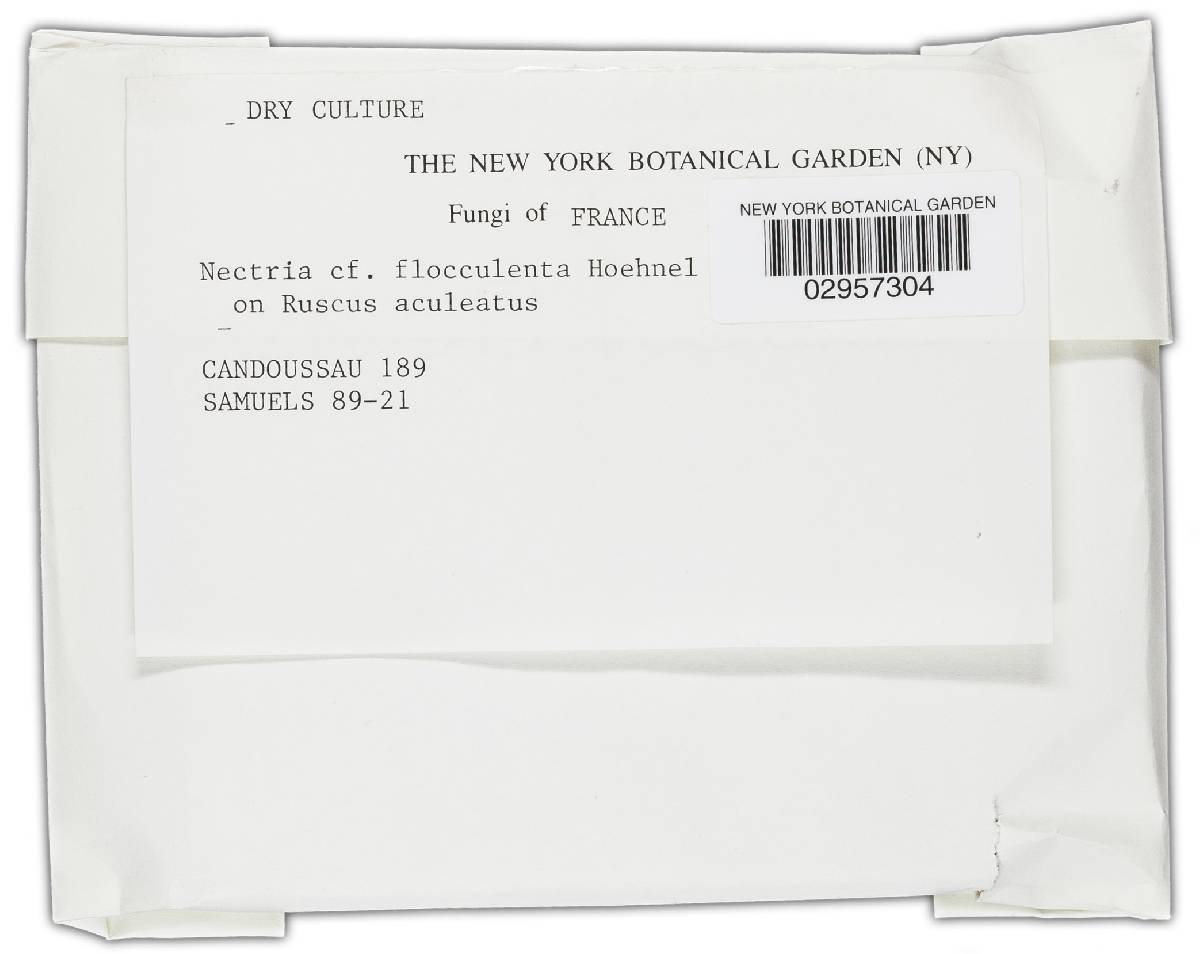 DRY CULTURE
THE NEW YORK BOTANICAL GARDEN (NY)
Fungi of FRANCE
NEW YORK BOTANICAL GARDEN
02957304
Nectria cf. flocculenta Hoehnel
on Ruscus aculeatus
CANDOUSSAU 189
SAMUELS 89-21